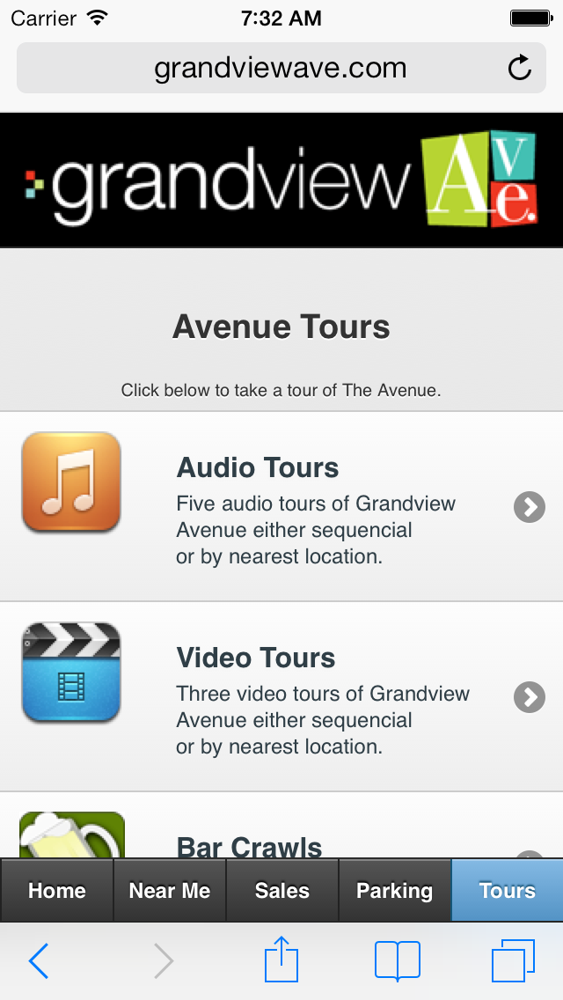 Carrier 7:32 AM
grandviewave.com
grandview Ave.
Avenue Tours
Click below to take a tour of The Avenue.
Audio Tours
Five audio tours of Grandview
Avenue either sequencial
or by nearest location.
Video Tours
Three video tours of Grandview
Avenue either sequencial
or by nearest location.
Bar Crawls
Home Near Me Sales Parking Tours